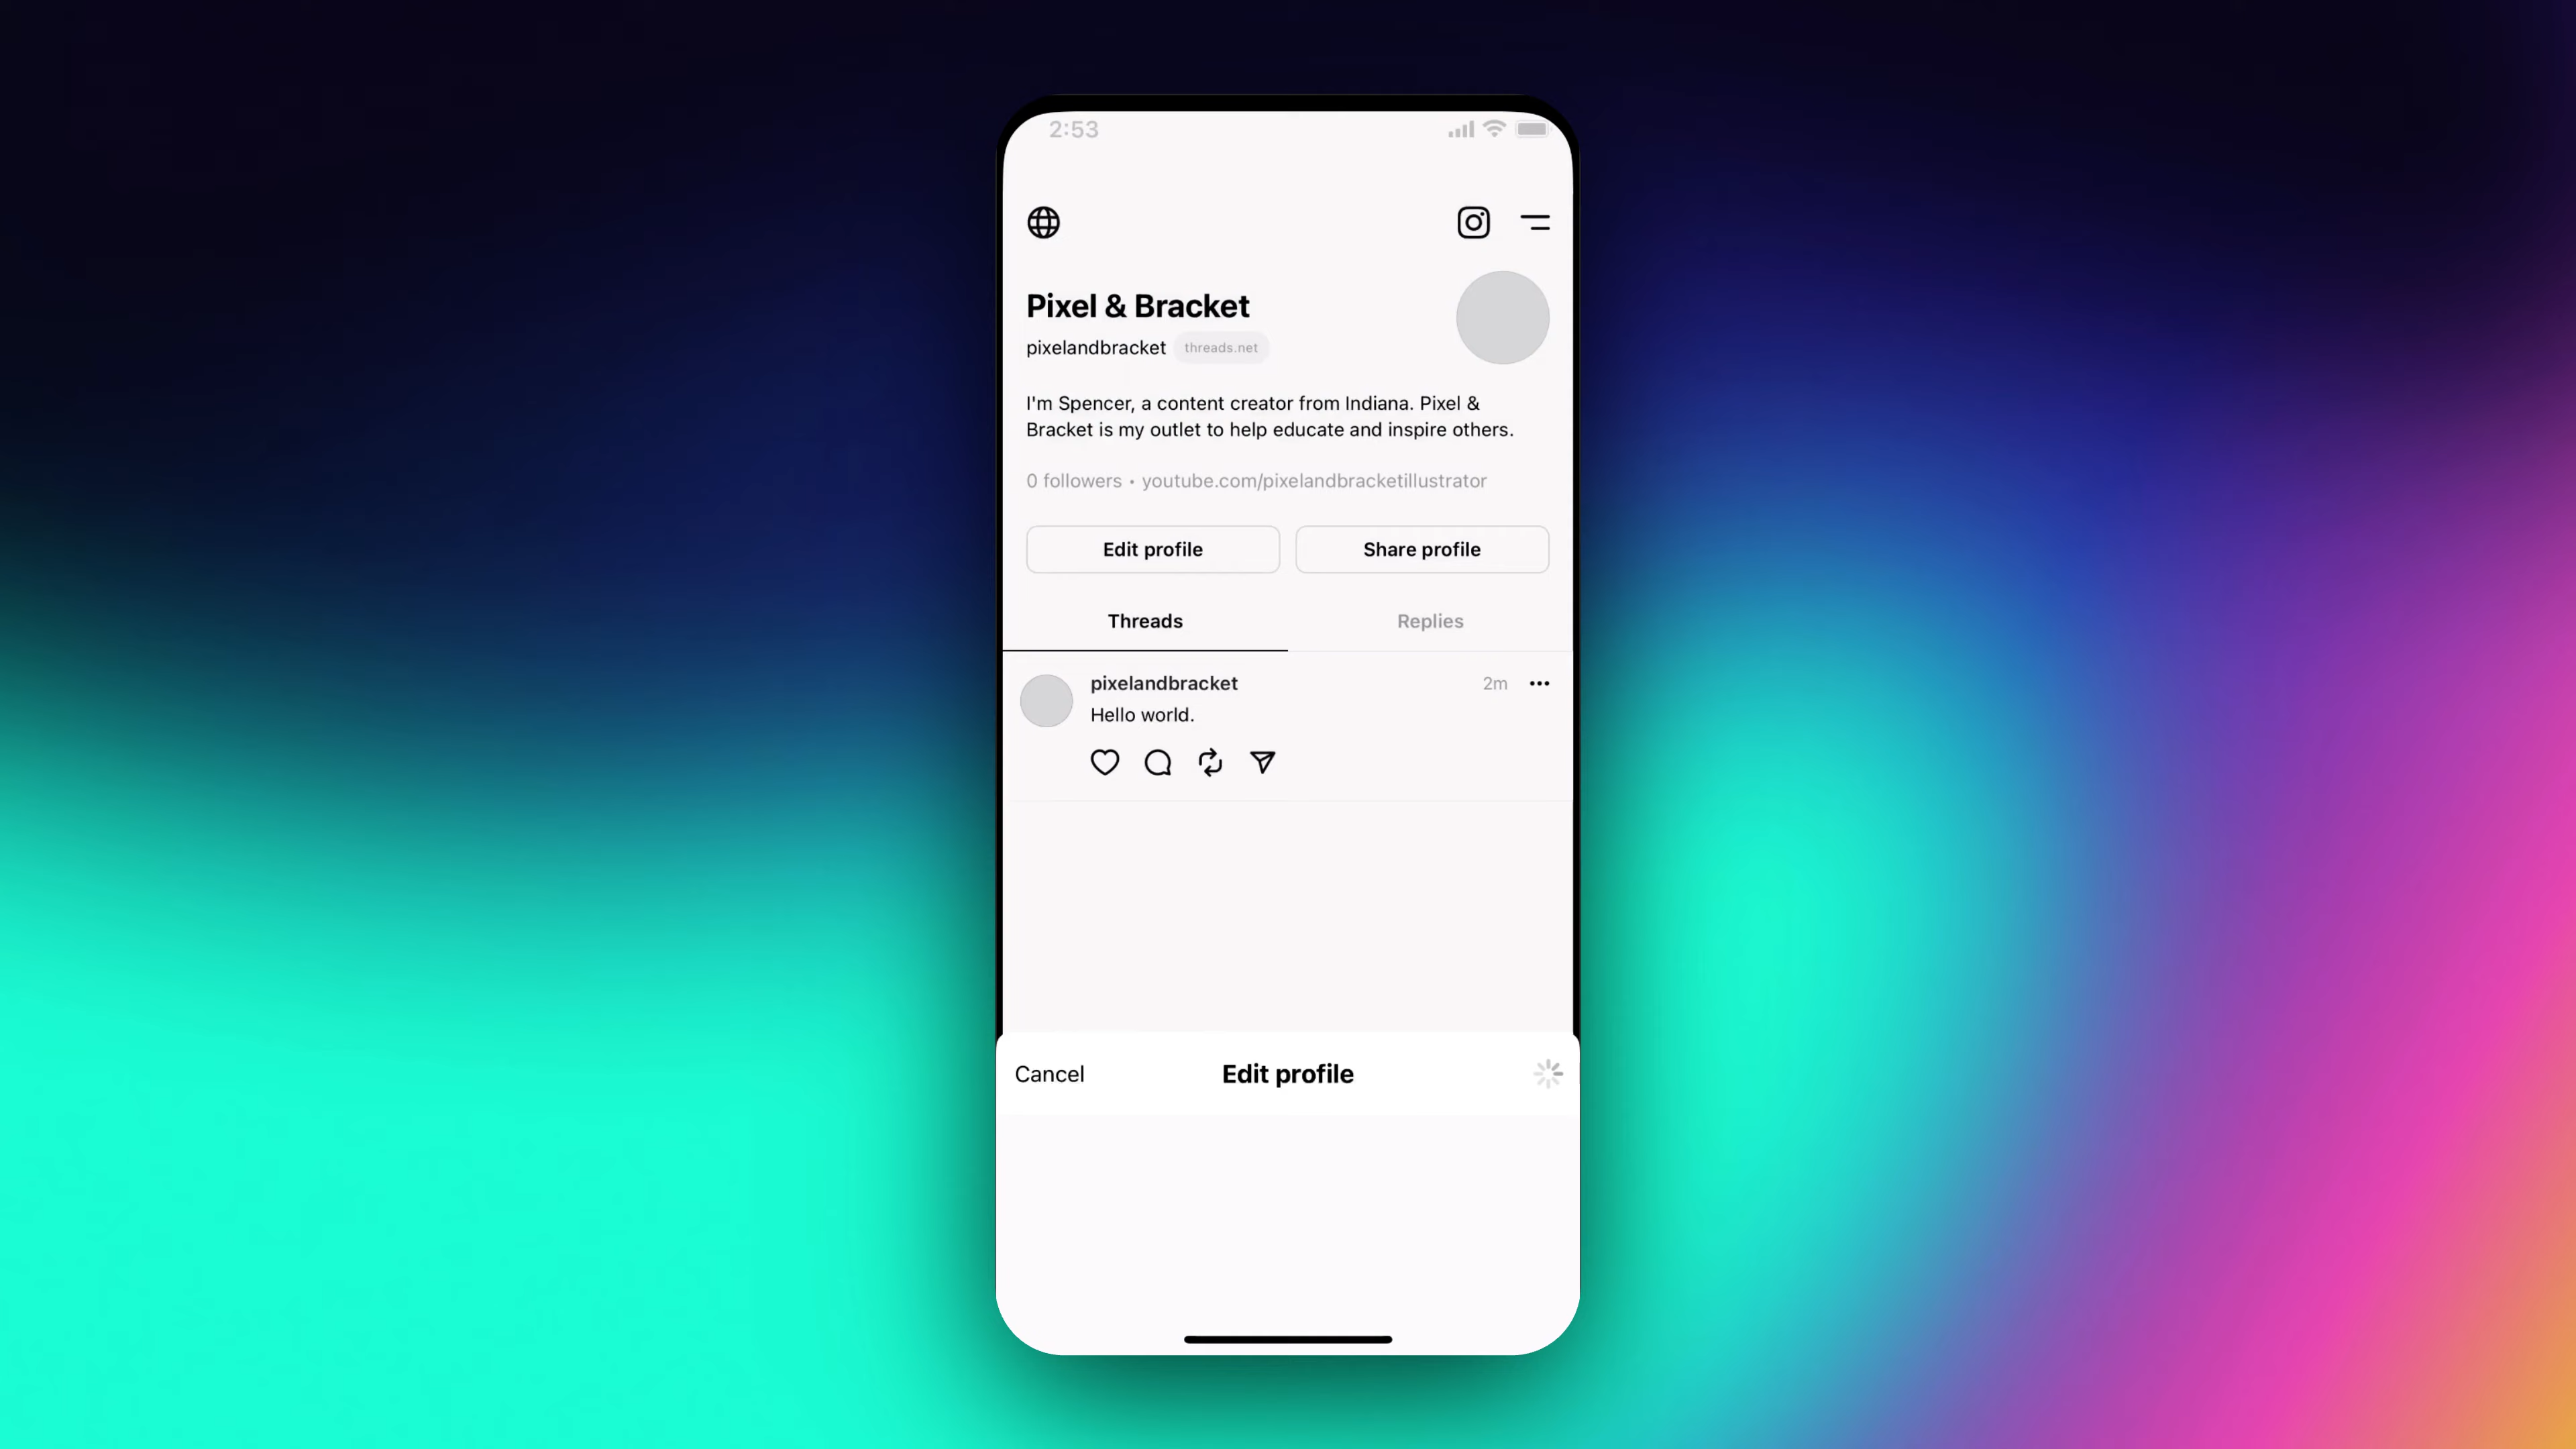 2:53
Pixel & Bracket
pixelandbracket threads.net
I'm Spencer, a content creator from Indiana. Pixel &
Bracket is my outlet to help educate and inspire others.
0 followers • youtube.com/pixelandbracketillustrator
Edit profile Share profile
Threads Replies
pixelandbracket 2m
Hello world.
Cancel Edit profile